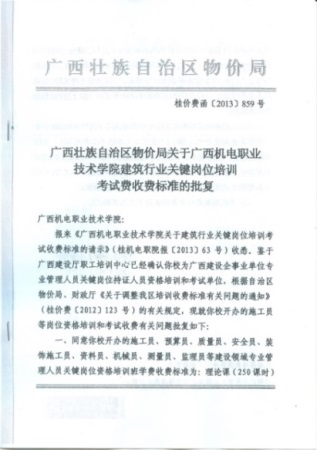 广西壮族自治区物价局
桂价费函〔2013〕859号
广西壮族自治区物价局关于广西机电职业
技术学院建筑行业关键岗位培训
考试费收费标准的批复
广西机电职业技术学院:
报来《广西机电职业技术学院关于建筑行业关键岗位培训考
试收费标准的请示》(桂机电院报〔2013〕63号)收悉。鉴于
广西建设厅职工培训中心已经确认你校为广西建设企事业单位专
业管理人员关键岗位持证人员资格培训和考试单位,根据自治区
物价局、财政厅《关于调整我区培训收费标准有关问题的通知》
(桂价费〔2012〕123号)的有关规定,现就你校开办的施工员
等岗位资格培训和考试收费有关问题批复如下:
一、同意你校开办的施工员、预算员、质量员、安全员、装
饰施工员、资料员、机械员、测量员、监理员等建设领域专业管
理人员关键岗位资格培训班学费收费标准为:理论课(250课时)